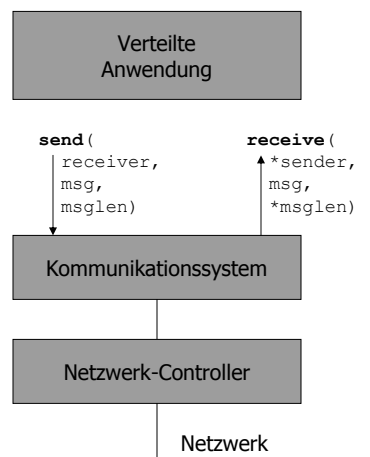 Verteilte
Anwendung
send(
receiver,
msg,
msglen)
receive(
*sender,
msg,
*msglen)
Kommunikationssystem
Netzwerk-Controller
Netzwerk